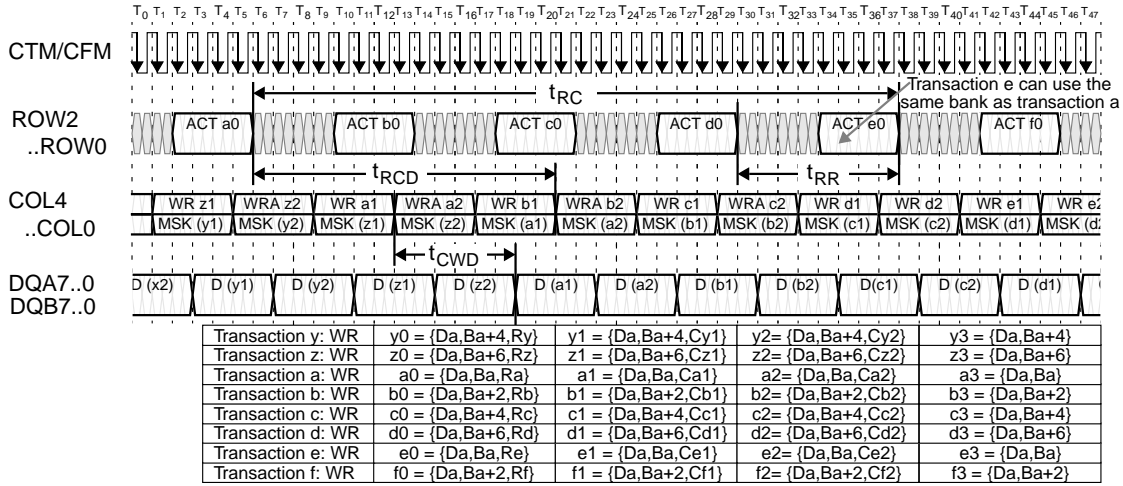 T0 T1 T2 T3 T4 T5 T6 T7 T8 T9 T10 T11 T12 T13 T14 T15 T16 T17 T18 T19 T20 T21 T22 T23 T24 T25 T26 T27 T28 T29 T30 T31 T32 T33 T34 T35 T36 T37 T38 T39 T40 T41 T42 T43 T44 T45 T46 T47
CTM/CFM
tRC
Transaction e can use the
same bank as transaction a
ROW2
..ROW0
ACT a0 ACT b0 ACT c0 ACT d0 ACT e0 ACT f0
tRCD tRR
COL4
..COL0
WR z1 WRA z2 WR a1 WRA a2 WR b1 WRA b2 WR c1 WRA c2 WR d1 WR d2 WR e1 WR e2
MSK (y1) MSK (y2) MSK (z1) MSK (z2) MSK (a1) MSK (a2) MSK (b1) MSK (b2) MSK (c1) MSK (c2) MSK (d1) MSK (d2
tCWD
DQA7..0
DQB7..0
D (x2) D (y1) D (y2) D (z1) D (z2) D (a1) D (a2) D (b1) D (b2) D(c1) D (c2) D (d1)
Transaction y: WR y0 = {Da,Ba+4,Ry} y1 = {Da,Ba+4,Cy1} y2= {Da,Ba+4,Cy2} y3 = {Da,Ba+4}
Transaction z: WR z0 = {Da,Ba+6,Rz} z1 = {Da,Ba+6,Cz1} z2= {Da,Ba+6,Cz2} z3 = {Da,Ba+6}
Transaction a: WR a0 = {Da,Ba,Ra} a1 = {Da,Ba,Ca1} a2= {Da,Ba,Ca2} a3 = {Da,Ba}
Transaction b: WR b0 = {Da,Ba+2,Rb} b1 = {Da,Ba+2,Cb1} b2= {Da,Ba+2,Cb2} b3 = {Da,Ba+2}
Transaction c: WR c0 = {Da,Ba+4,Rc} c1 = {Da,Ba+4,Cc1} c2= {Da,Ba+4,Cc2} c3 = {Da,Ba+4}
Transaction d: WR d0 = {Da,Ba+6,Rd} d1 = {Da,Ba+6,Cd1} d2= {Da,Ba+6,Cd2} d3 = {Da,Ba+6}
Transaction e: WR e0 = {Da,Ba,Re} e1 = {Da,Ba,Ce1} e2= {Da,Ba,Ce2} e3 = {Da,Ba}
Transaction f: WR f0 = {Da,Ba+2,Rf} f1 = {Da,Ba+2,Cf1} f2= {Da,Ba+2,Cf2} f3 = {Da,Ba+2}